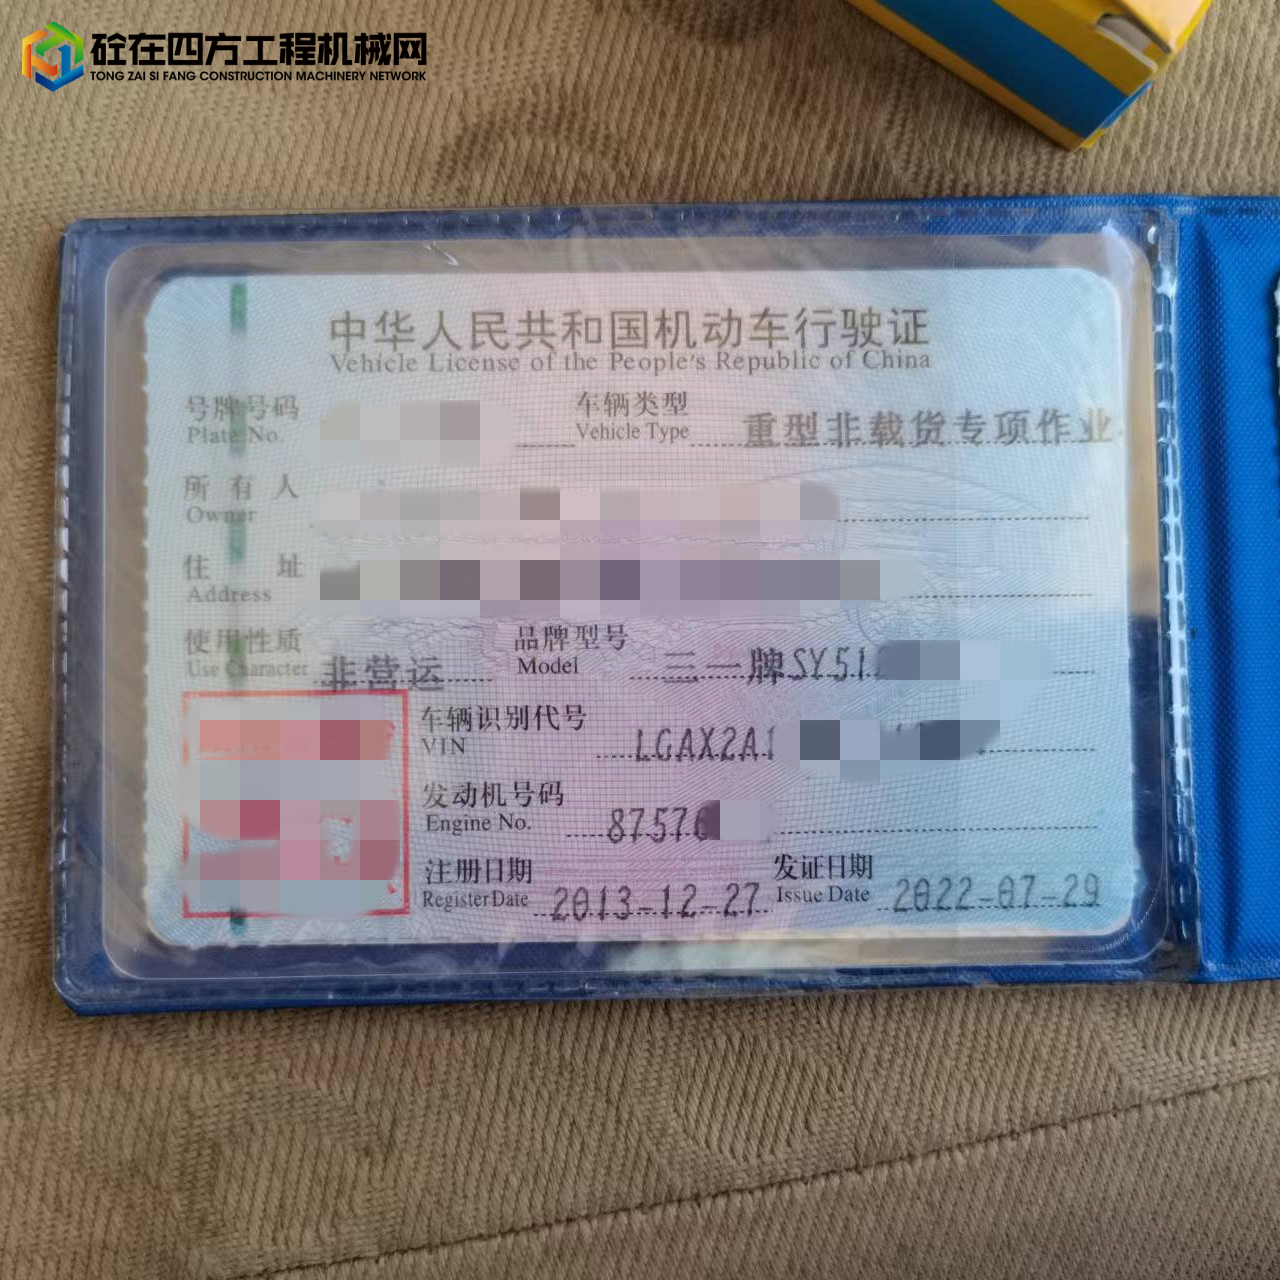 砼在四方工程机械网
TONG ZAI SI FANG CONSTRUCTION MACHINERY NETWORK
中华人民共和国机动车行驶证
Vehicle License of the People's Republic of China
号牌号码 车辆类型 重型非载货专项作业
Plate No. Vehicle Type
所有人
Owner
住址
Address
使用性质 非营运 品牌型号 三一牌SY51
Use Character Model
车辆识别代号 LGAX2A1
VIN
发动机号码 8757
Engine No.
注册日期 2013-12-27 发证日期 2022-07-29
Register Date Issue Date